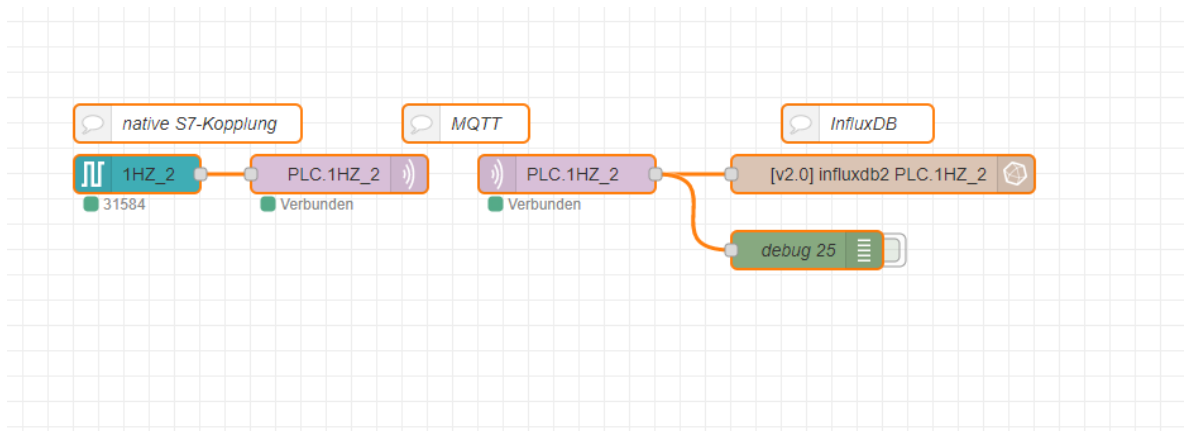 native S7-Kopplung
MQTT
InfluxDB
1HZ_2
PLC.1HZ_2
PLC.1HZ_2
[v2.0] influxdb2 PLC.1HZ_2
31584
Verbunden
Verbunden
debug 25